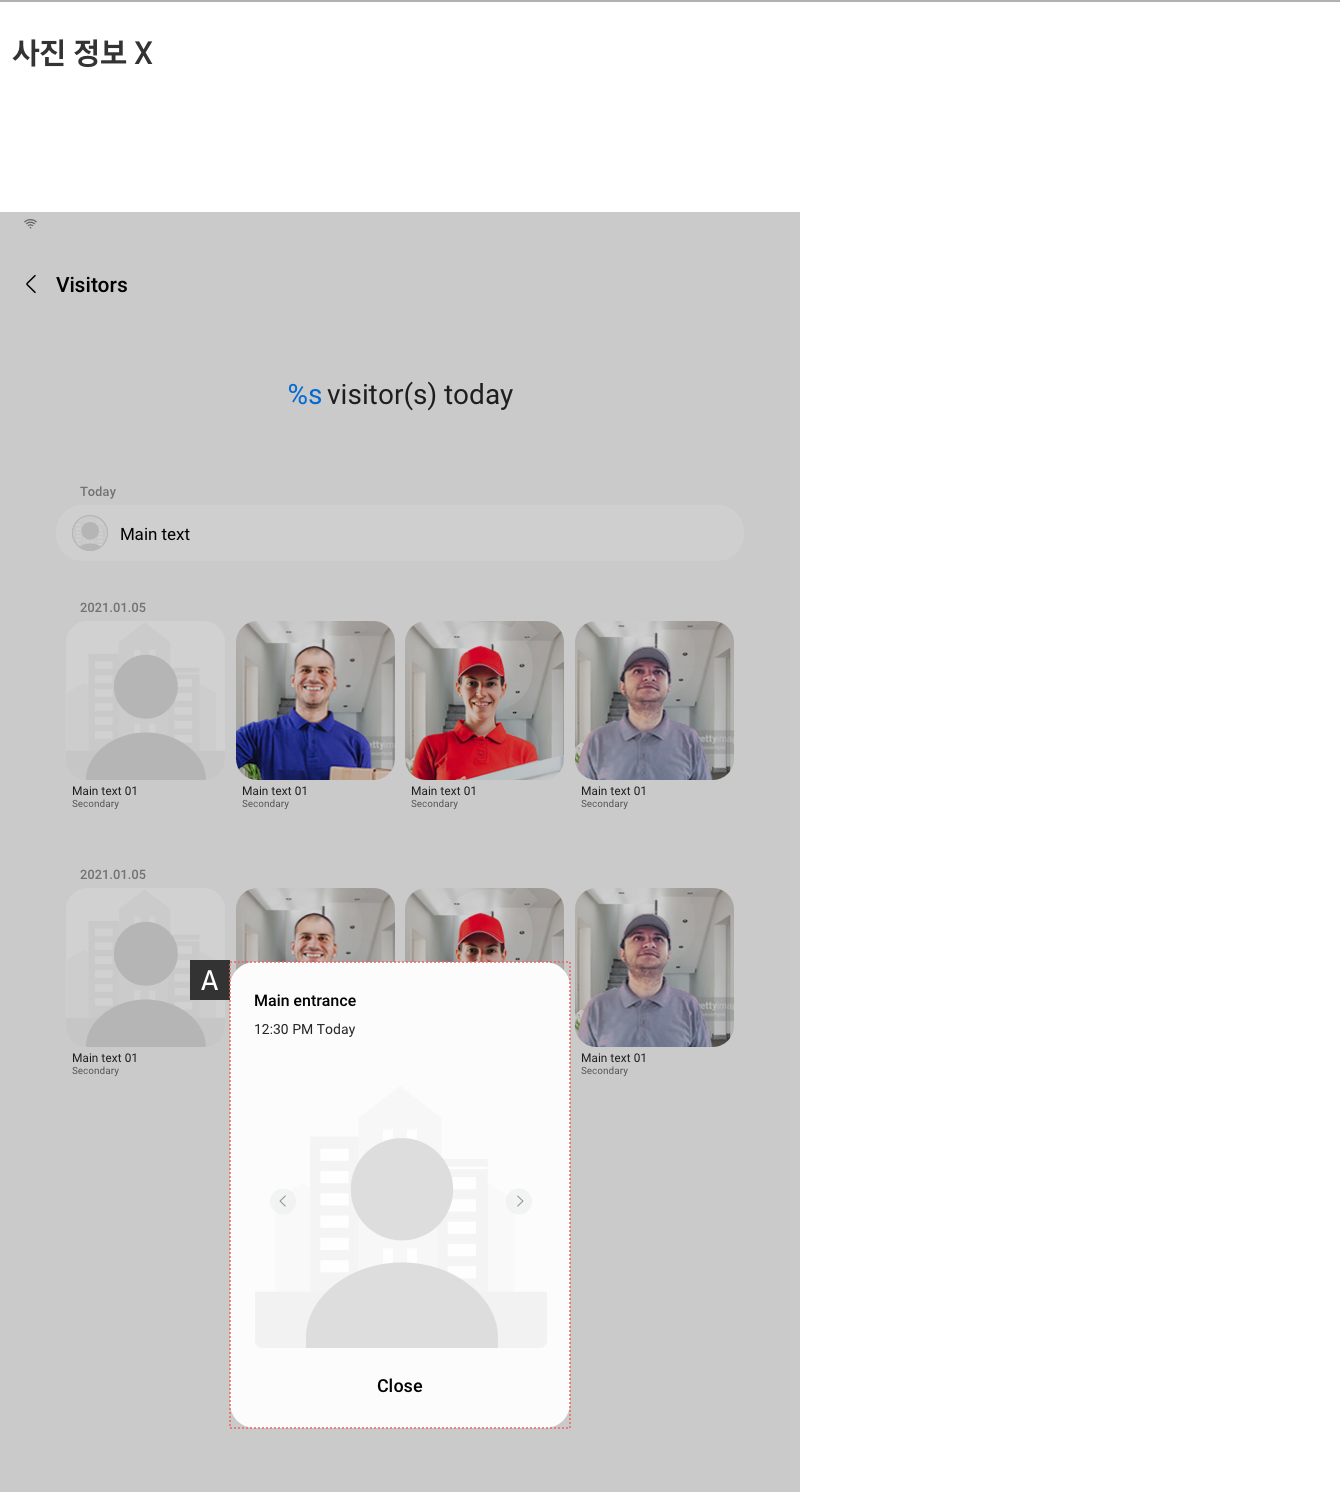 사진 정보 X
Visitors
%s visitor(s) today
Today
Main text
2021.01.05
Main text 01
Secondary
Main text 01
Secondary
Main text 01
Secondary
Main text 01
Secondary
2021.01.05
Main text 01
Secondary
Main text 01
Secondary
A
Main entrance
12:30 PM Today
Close